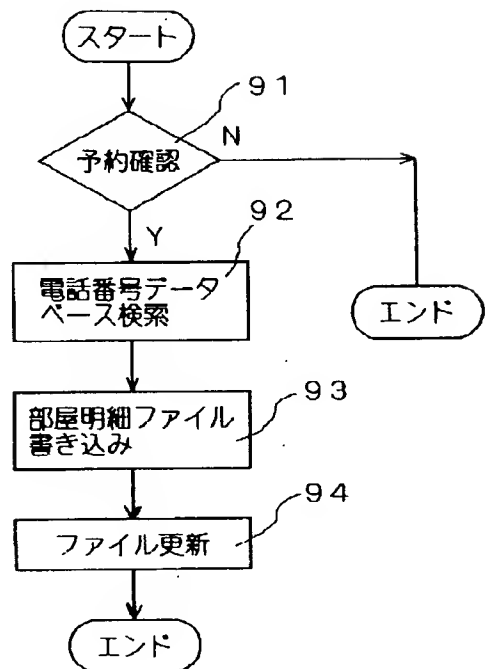 スタート
91
予約確認
N
Y
92
電話番号データ
ベース検索
エンド
93
部屋明細ファイル
書き込み
94
ファイル更新
エンド